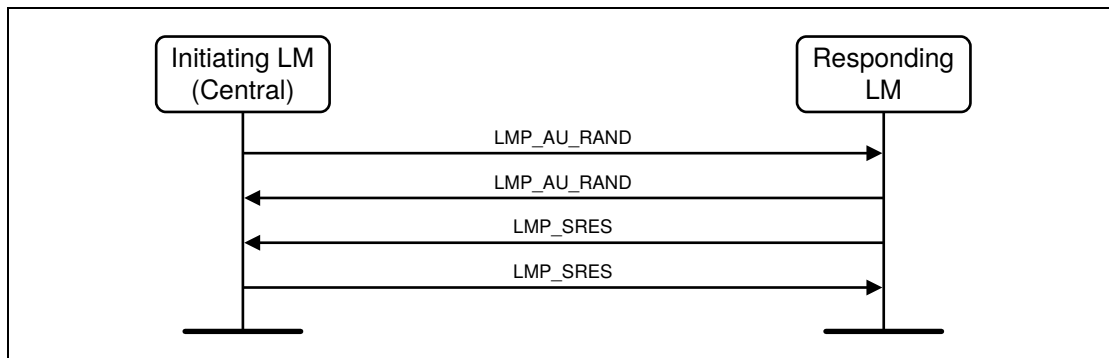 Initiating LM
(Central)
Responding
LM
LMP_AU_RAND
LMP_AU_RAND
LMP_SRES
LMP_SRES